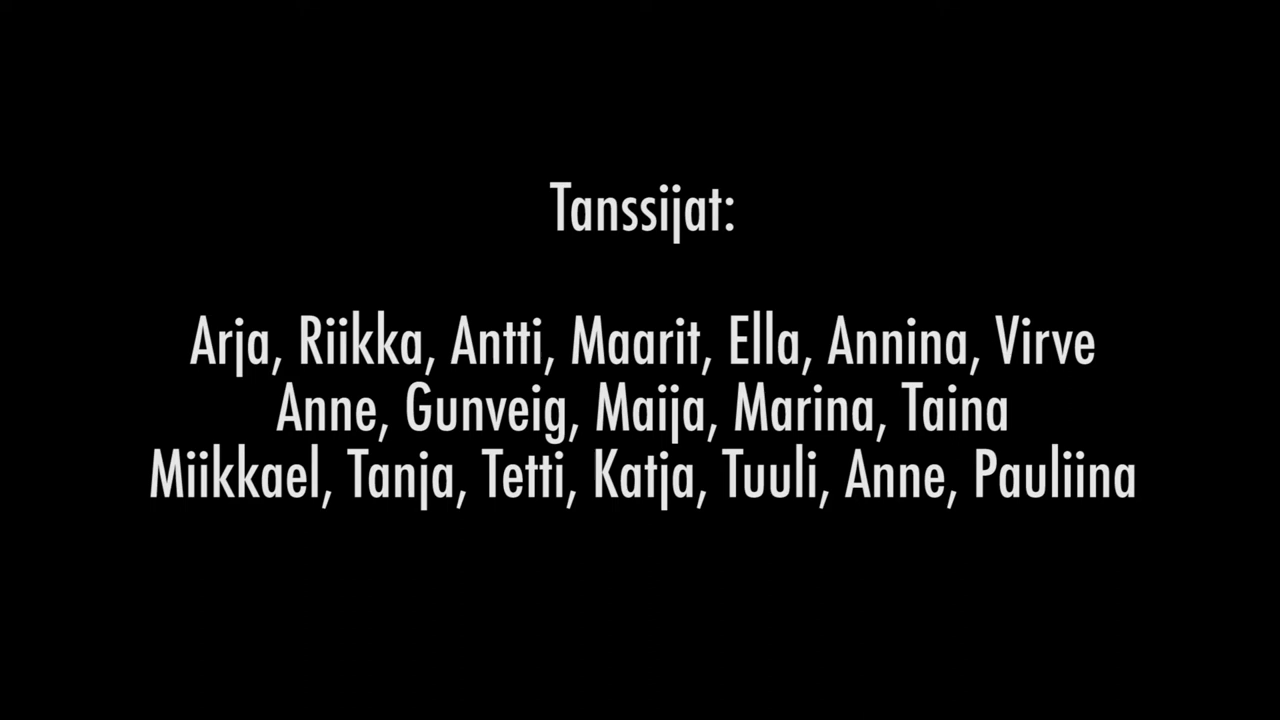 Tanssijat:
Arja, Riikka, Antti, Maarit, Ella, Annina, Virve
Anne, Gunveig, Maija, Marina, Taina
Miikkael, Tanja, Tetti, Katja, Tuuli, Anne, Pauliina